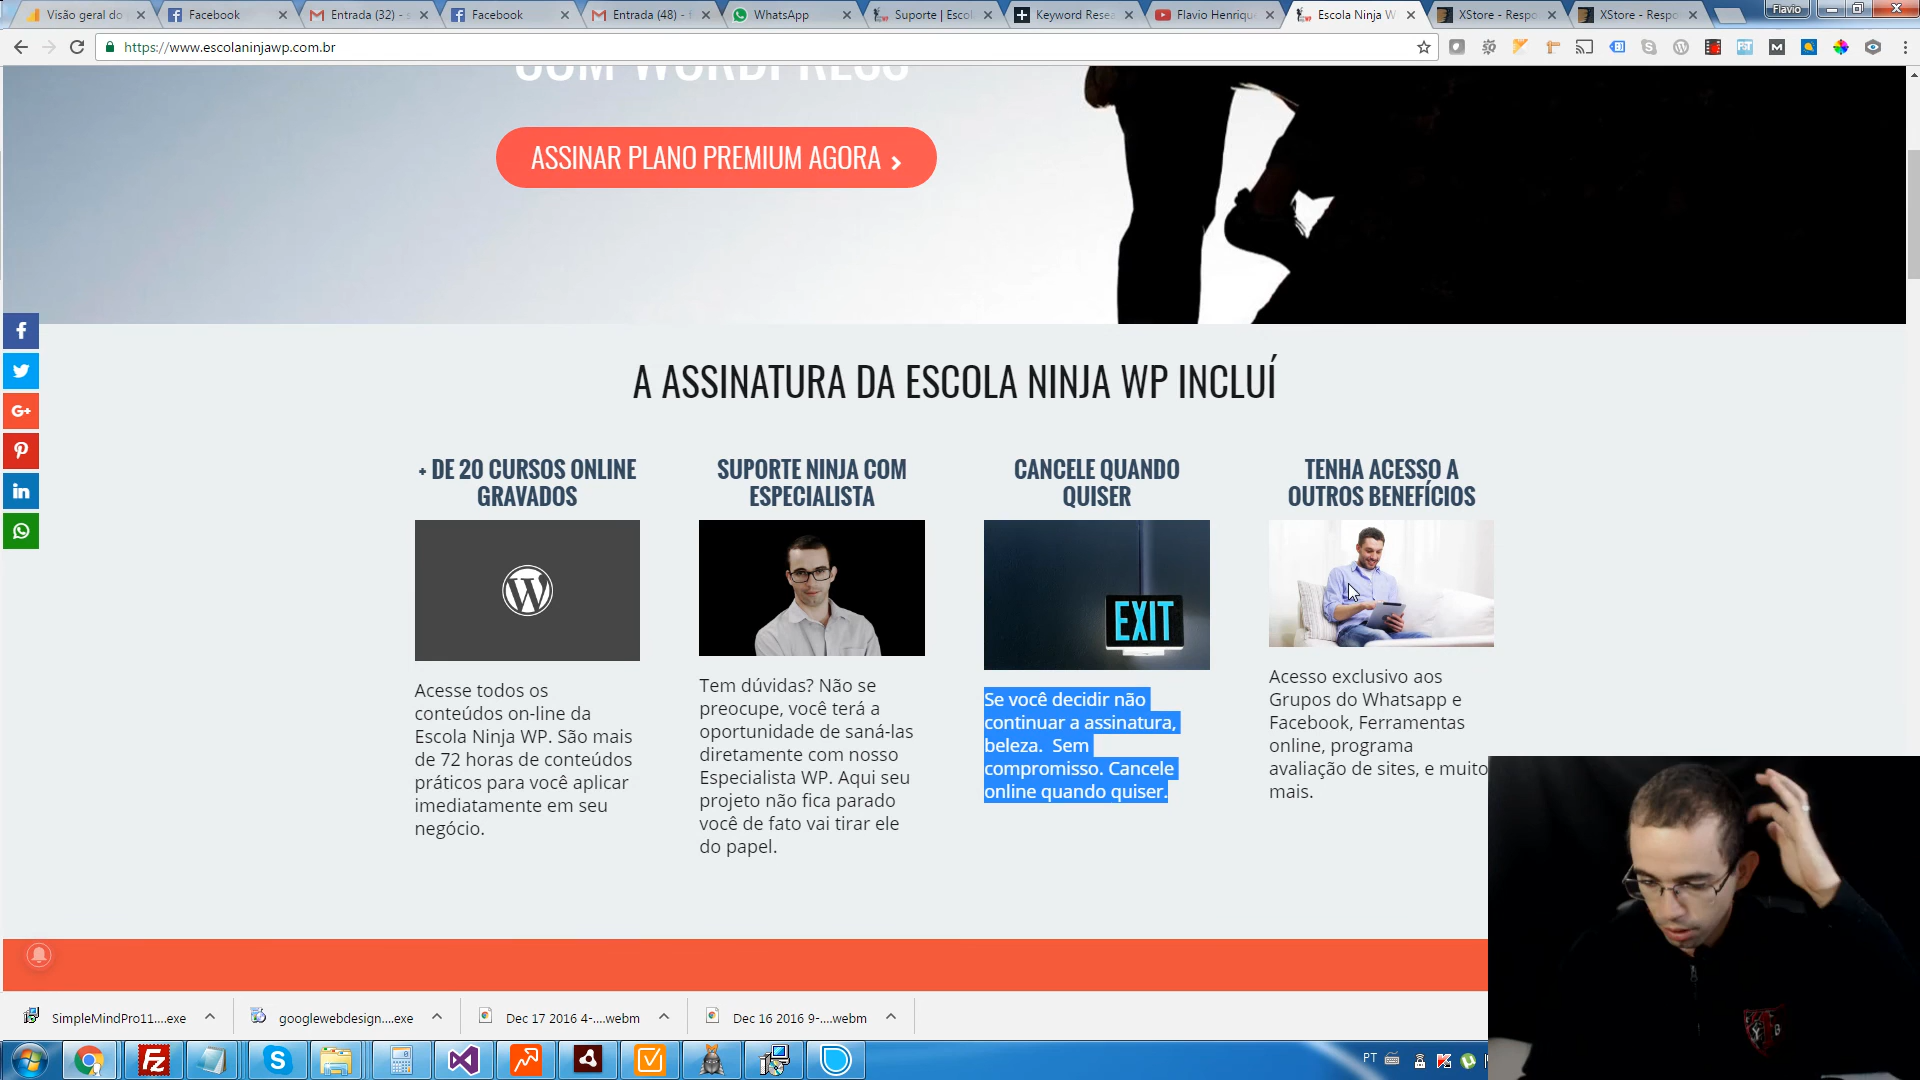 Visão geral do
Facebook
Entrada (32) - s
Facebook
Entrada (48) - f
WhatsApp
Suporte | Escol
Keyword Resea
Flavio Henrique
Escola Ninja W
XStore - Respo
XStore - Respo
Flavio
https://www.escolaninjawp.com.br
COM WORDPRESS
ASSINAR PLANO PREMIUM AGORA
A ASSINATURA DA ESCOLA NINJA WP INCLUÍ
+ DE 20 CURSOS ONLINE
GRAVADOS
Acesse todos os
conteúdos on-line da
Escola Ninja WP. São mais
de 72 horas de conteúdos
práticos para você aplicar
imediatamente em seu
negócio.
SUPORTE NINJA COM
ESPECIALISTA
Tem dúvidas? Não se
preocupe, você terá a
oportunidade de saná-las
diretamente com nosso
Especialista WP. Aqui seu
projeto não fica parado
você de fato vai tirar ele
do papel.
CANCELE QUANDO
QUISER
EXIT
Se você decidir não
continuar a assinatura,
beleza.  Sem
compromisso. Cancele
online quando quiser.
TENHA ACESSO A
OUTROS BENEFÍCIOS
Acesso exclusivo aos
Grupos do Whatsapp e
Facebook, Ferramentas
online, programa
avaliação de sites, e muito
mais.
SimpleMindPro11....exe
googlewebdesign....exe
Dec 17 2016 4-....webm
Dec 16 2016 9-....webm
PT